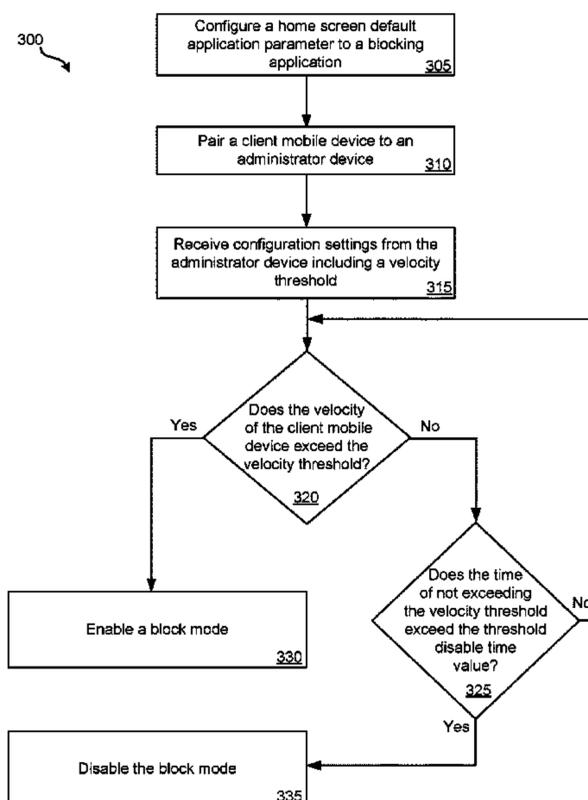 300
Configure a home screen default
application parameter to a blocking
application
305
Pair a client mobile device to an
administrator device
310
Receive configuration settings from the
administrator device including a velocity
threshold
315
Does the velocity
of the client mobile
device exceed the
velocity threshold?
320
Yes
No
Does the time
of not exceeding
the velocity threshold
exceed the threshold
disable time
value?
325
No
Yes
Enable a block mode
330
Disable the block mode
335